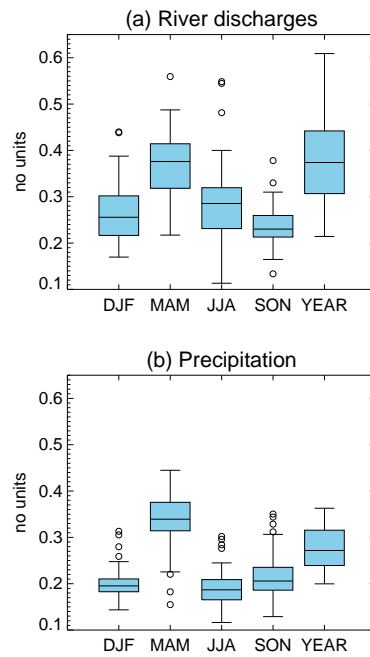 (a) River discharges
0.6
0.5
0.4
0.3
0.2
0.1
no units
DJF MAM JJA SON YEAR
(b) Precipitation
0.6
0.5
0.4
0.3
0.2
0.1
no units
DJF MAM JJA SON YEAR